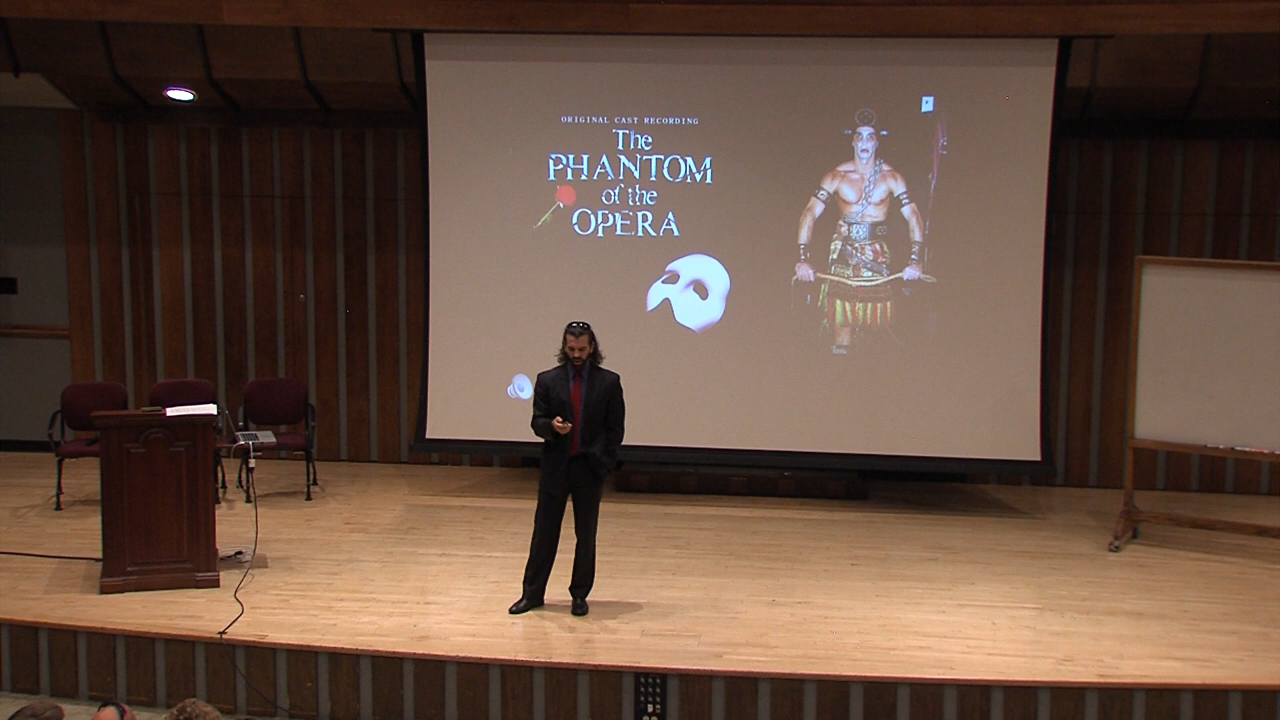 ORIGINAL CAST RECORDING
The
PHANTOM
of the
OPERA